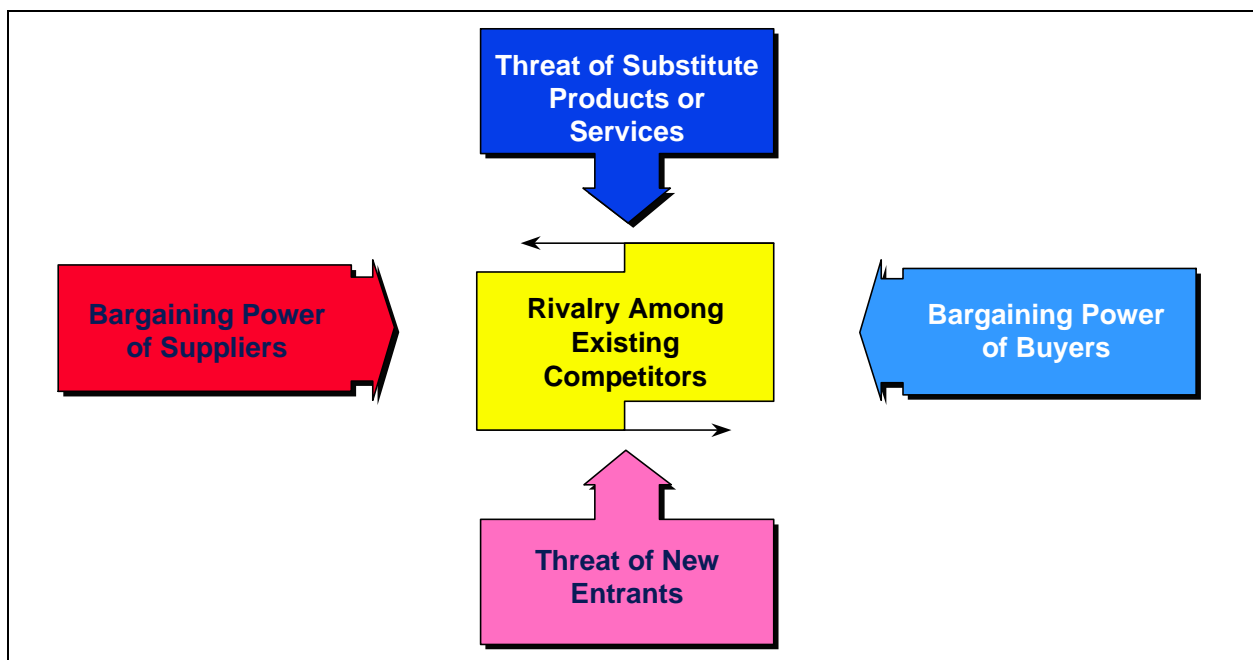 Threat of Substitute
Products or
Services
Bargaining Power
of Suppliers
Rivalry Among
Existing
Competitors
Bargaining Power
of Buyers
Threat of New
Entrants